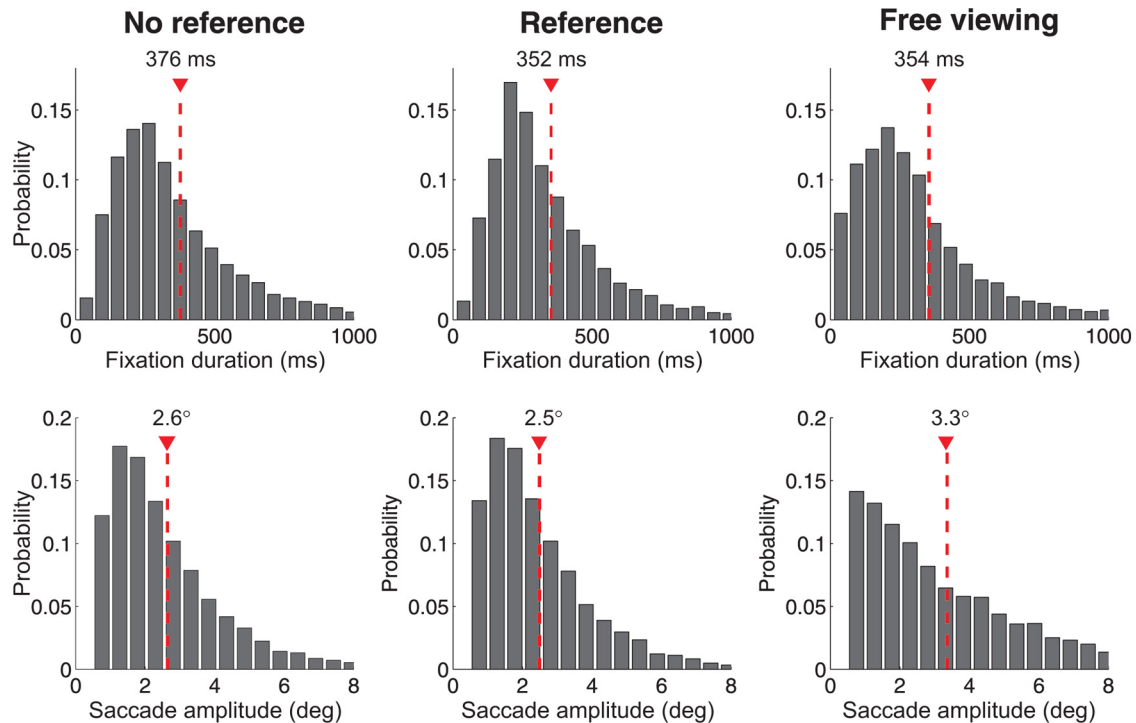 No reference
Reference
Free viewing
376 ms
352 ms
354 ms
Probability
0.15
0.1
0.05
0
0.15
0.1
0.05
0
0.15
0.1
0.05
0
0 500 1000
0 500 1000
0 500 1000
Fixation duration (ms)
Fixation duration (ms)
Fixation duration (ms)
2.6°
2.5°
3.3°
Probability
0.2
0.15
0.1
0.05
0
Probability
0.2
0.15
0.1
0.05
0
Probability
0.2
0.15
0.1
0.05
0
0 2 4 6 8
0 2 4 6 8
0 2 4 6 8
Saccade amplitude (deg)
Saccade amplitude (deg)
Saccade amplitude (deg)